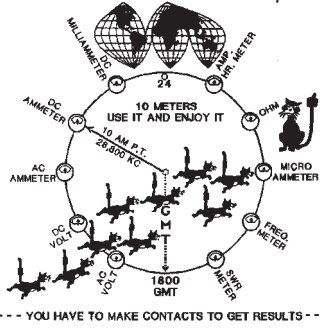 DC
MILLIAMMETER
AMP.
HR. METER
24
10 METERS
USE IT AND ENJOY IT
DC
AMMETER
OHM
10 AM P.T.
28,800 KC
AC
AMMETER
MICRO
AMMETER
GMT
DC
VOLT
FREQ.
METER
AC
VOLT
SWR
METER
1800
GMT
--- YOU HAVE TO MAKE CONTACTS TO GET RESULTS ---